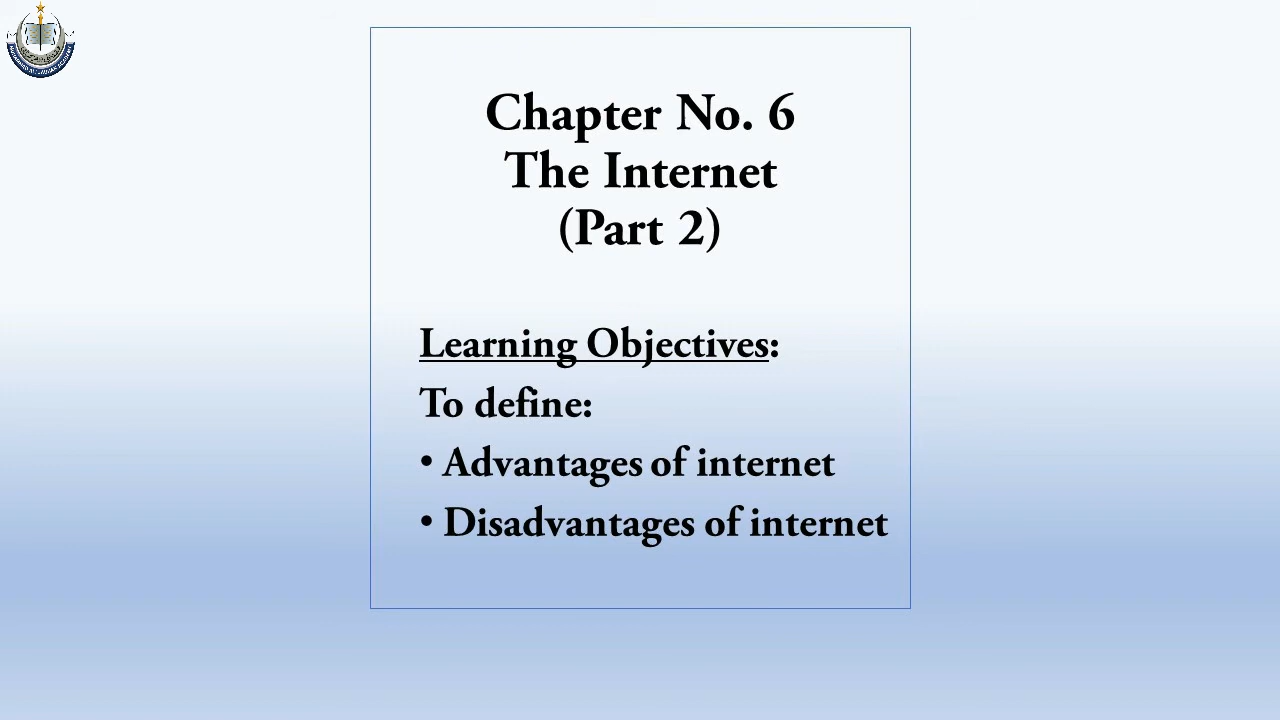 Chapter No. 6
The Internet
(Part 2)
Learning Objectives:
To define:
• Advantages of internet
• Disadvantages of internet